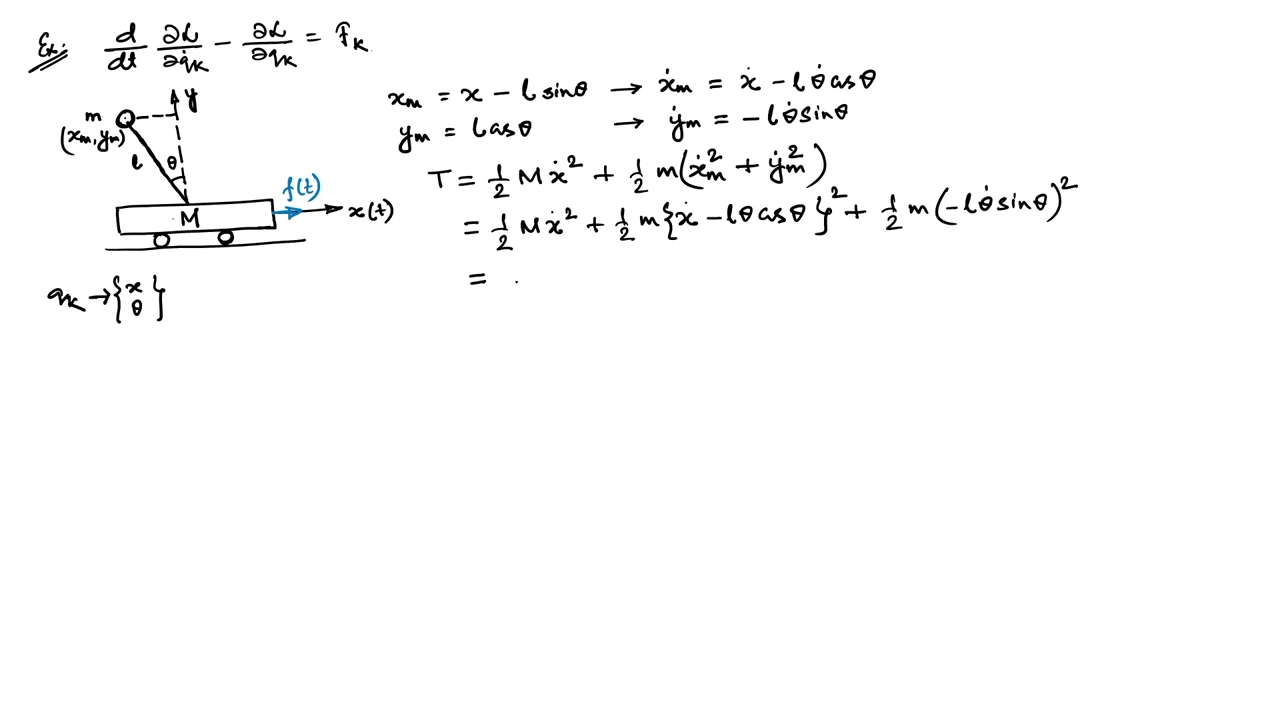 Ex: d/dt ∂L/∂q̇k − ∂L/∂qk = Fk
y
m
(xm, ym)
l
θ
f(t)
M
x(t)
qk → { x θ }
xm = x − l sinθ → ẋm = ẋ − l θ̇ cosθ
ym = l cosθ → ẏm = − l θ̇ sinθ
T = 1/2 M ẋ² + 1/2 m (ẋm² + ẏm²)
= 1/2 M ẋ² + 1/2 m { ẋ − l θ cosθ }² + 1/2 m (− l θ̇ sinθ)²
=